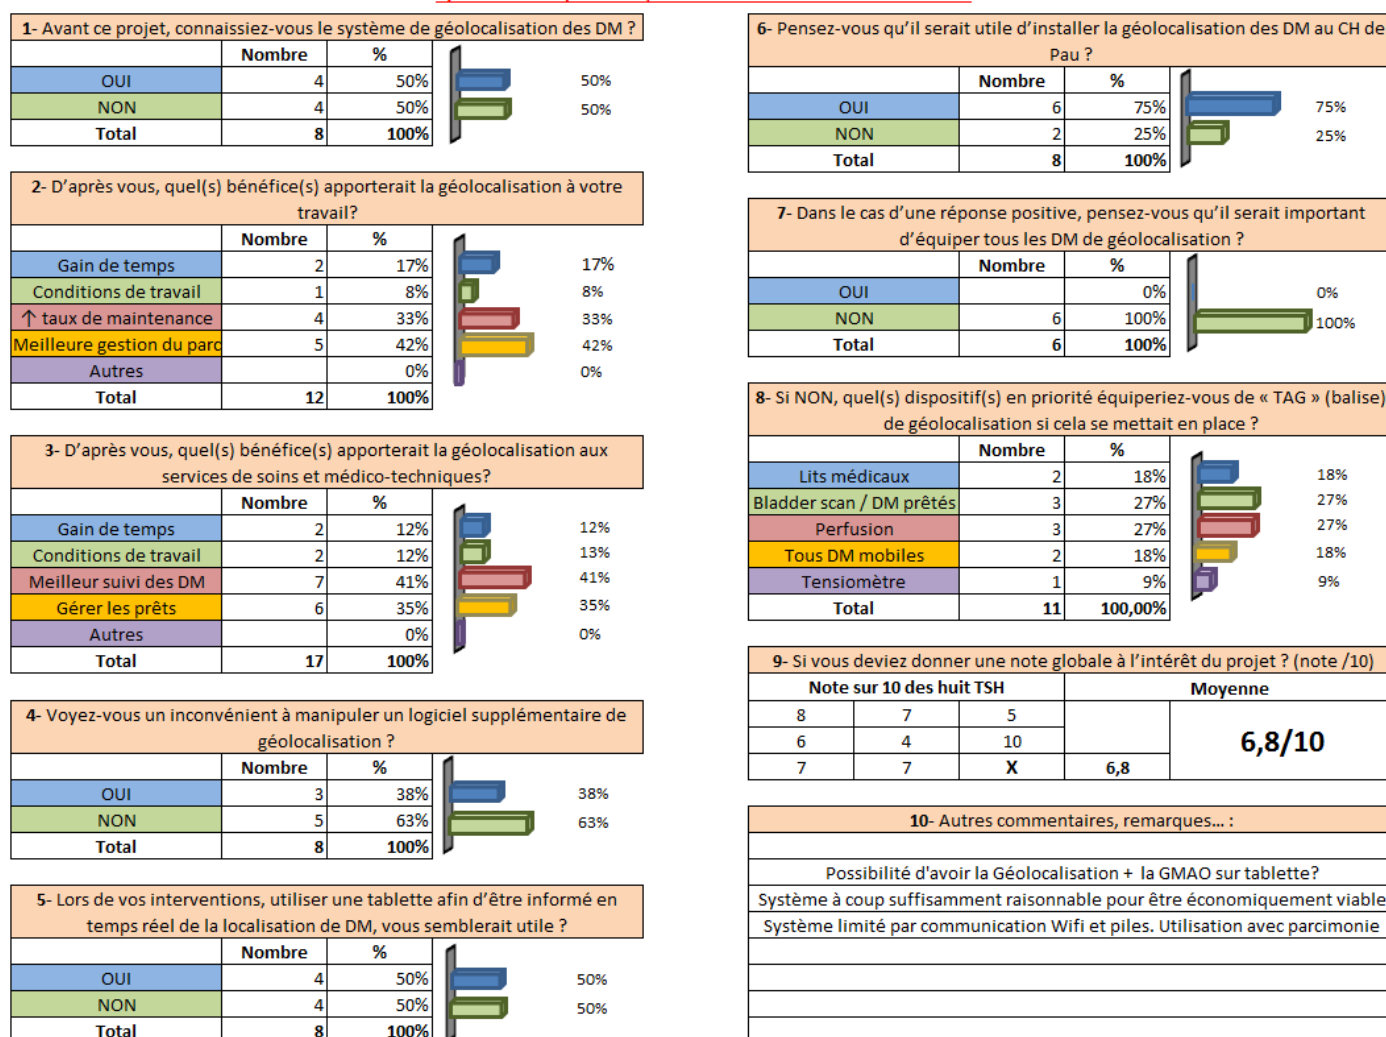 1- Avant ce projet, connaissiez-vous le système de géolocalisation des DM ?
Nombre %
OUI 4 50% 50%
NON 4 50% 50%
Total 8 100%
2- D'après vous, quel(s) bénéfice(s) apporterait la géolocalisation à votre
travail?
Nombre %
Gain de temps 2 17% 17%
Conditions de travail 1 8% 8%
↑ taux de maintenance 4 33% 33%
Meilleure gestion du parc 5 42% 42%
Autres 0% 0%
Total 12 100%
3- D'après vous, quel(s) bénéfice(s) apporterait la géolocalisation aux
services de soins et médico-techniques?
Nombre %
Gain de temps 2 12% 12%
Conditions de travail 2 12% 13%
Meilleur suivi des DM 7 41% 41%
Gérer les prêts 6 35% 35%
Autres 0% 0%
Total 17 100%
4- Voyez-vous un inconvénient à manipuler un logiciel supplémentaire de
géolocalisation ?
Nombre %
OUI 3 38% 38%
NON 5 63% 63%
Total 8 100%
5- Lors de vos interventions, utiliser une tablette afin d'être informé en
temps réel de la localisation de DM, vous semblerait utile ?
Nombre %
OUI 4 50% 50%
NON 4 50% 50%
Total 8 100%
6- Pensez-vous qu'il serait utile d'installer la géolocalisation des DM au CH de
Pau ?
Nombre %
OUI 6 75% 75%
NON 2 25% 25%
Total 8 100%
7- Dans le cas d'une réponse positive, pensez-vous qu'il serait important
d'équiper tous les DM de géolocalisation ?
Nombre %
OUI 0% 0%
NON 6 100% 100%
Total 6 100%
8- Si NON, quel(s) dispositif(s) en priorité équiperiez-vous de « TAG » (balise)
de géolocalisation si cela se mettait en place ?
Nombre %
Lits médicaux 2 18% 18%
Bladder scan / DM prêtés 3 27% 27%
Perfusion 3 27% 27%
Tous DM mobiles 2 18% 18%
Tensiomètre 1 9% 9%
Total 11 100,00%
9- Si vous deviez donner une note globale à l'intérêt du projet ? (note /10)
Note sur 10 des huit TSH Moyenne
8 7 5
6 4 10 6,8/10
7 7 X 6,8
10- Autres commentaires, remarques... :
Possibilité d'avoir la Géolocalisation + la GMAO sur tablette?
Système à coup suffisamment raisonnable pour être économiquement viable
Système limité par communication Wifi et piles. Utilisation avec parcimonie